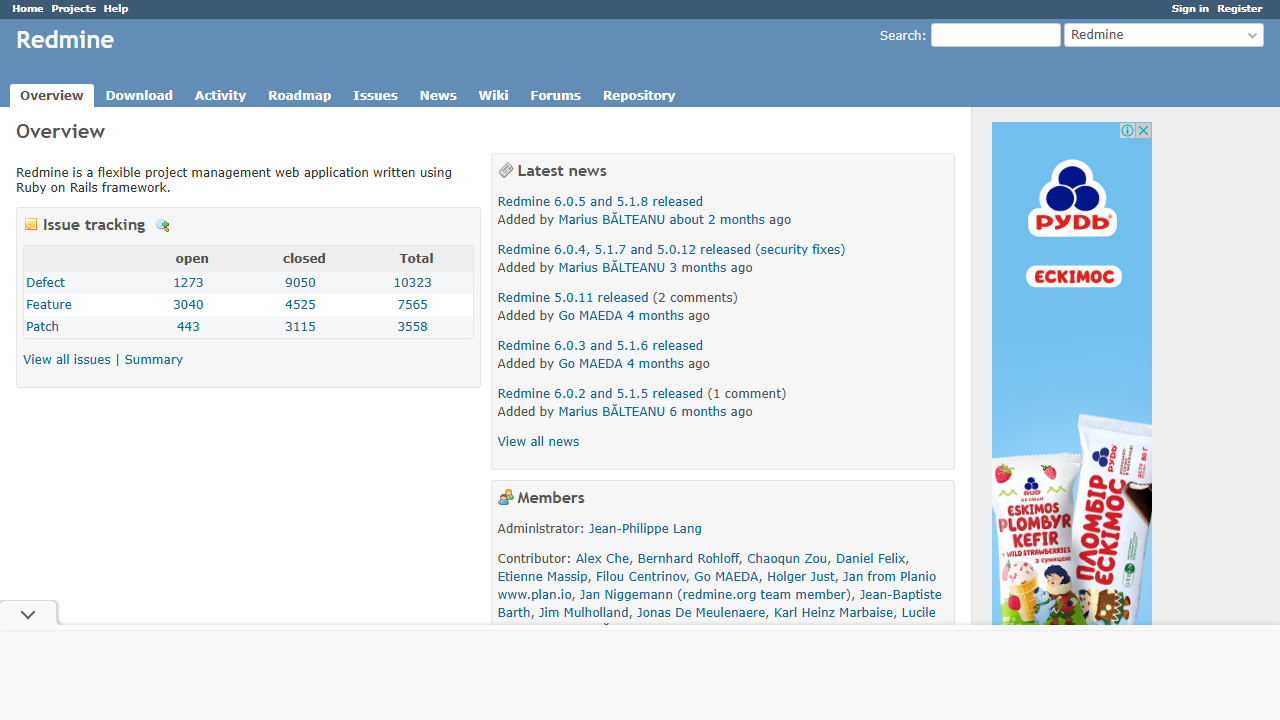 Home Projects Help
Sign in Register
Redmine
Search:
Redmine
Overview Download Activity Roadmap Issues News Wiki Forums Repository
Overview
Redmine is a flexible project management web application written using
Ruby on Rails framework.
Issue tracking
open closed Total
Defect 1273 9050 10323
Feature 3040 4525 7565
Patch 443 3115 3558
View all issues | Summary
Latest news
Redmine 6.0.5 and 5.1.8 released
Added by Marius BĂLTEANU about 2 months ago
Redmine 6.0.4, 5.1.7 and 5.0.12 released (security fixes)
Added by Marius BĂLTEANU 3 months ago
Redmine 5.0.11 released (2 comments)
Added by Go MAEDA 4 months ago
Redmine 6.0.3 and 5.1.6 released
Added by Go MAEDA 4 months ago
Redmine 6.0.2 and 5.1.5 released (1 comment)
Added by Marius BĂLTEANU 6 months ago
View all news
Members
Administrator: Jean-Philippe Lang
Contributor: Alex Che, Bernhard Rohloff, Chaoqun Zou, Daniel Felix,
Etienne Massip, Filou Centrinov, Go MAEDA, Holger Just, Jan from Planio
www.plan.io, Jan Niggemann (redmine.org team member), Jean-Baptiste
Barth, Jim Mulholland, Jonas De Meulenaere, Karl Heinz Marbaise, Lucile
РУДЬ
ЕСКІМОС
RUD
ICE CREAM
ESKIMOS
PLOMBYR
KEFIR
+ WILD STRAWBERRIES
З СУНИЦЕЮ
РУДЬ
ПЛОМБІР
ЕСКІМОС